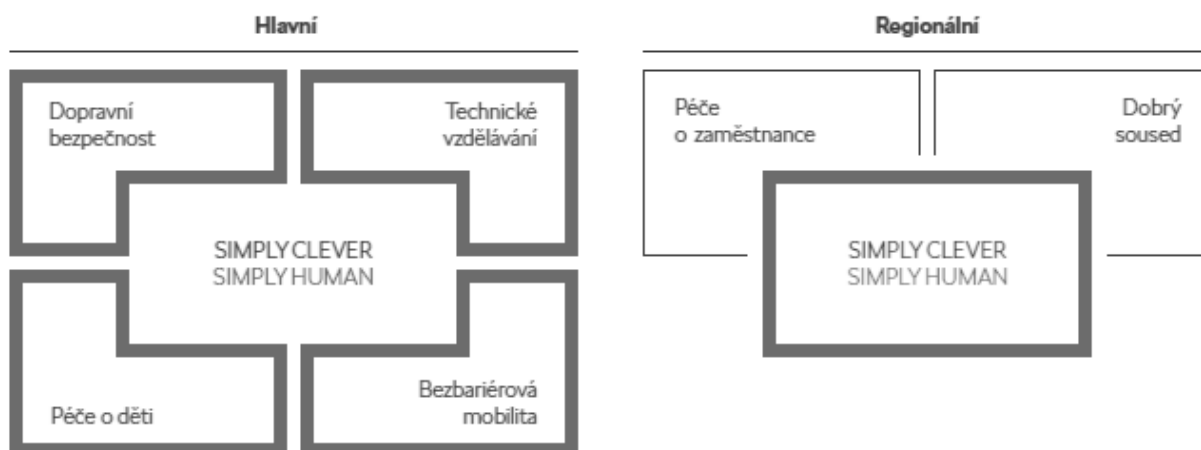 Hlavní
Dopravní
bezpečnost
Technické
vzdělávání
SIMPLY CLEVER
SIMPLY HUMAN
Péče o děti
Bezbariérová
mobilita
Regionální
Péče
o zaměstnance
Dobrý
soused
SIMPLY CLEVER
SIMPLY HUMAN